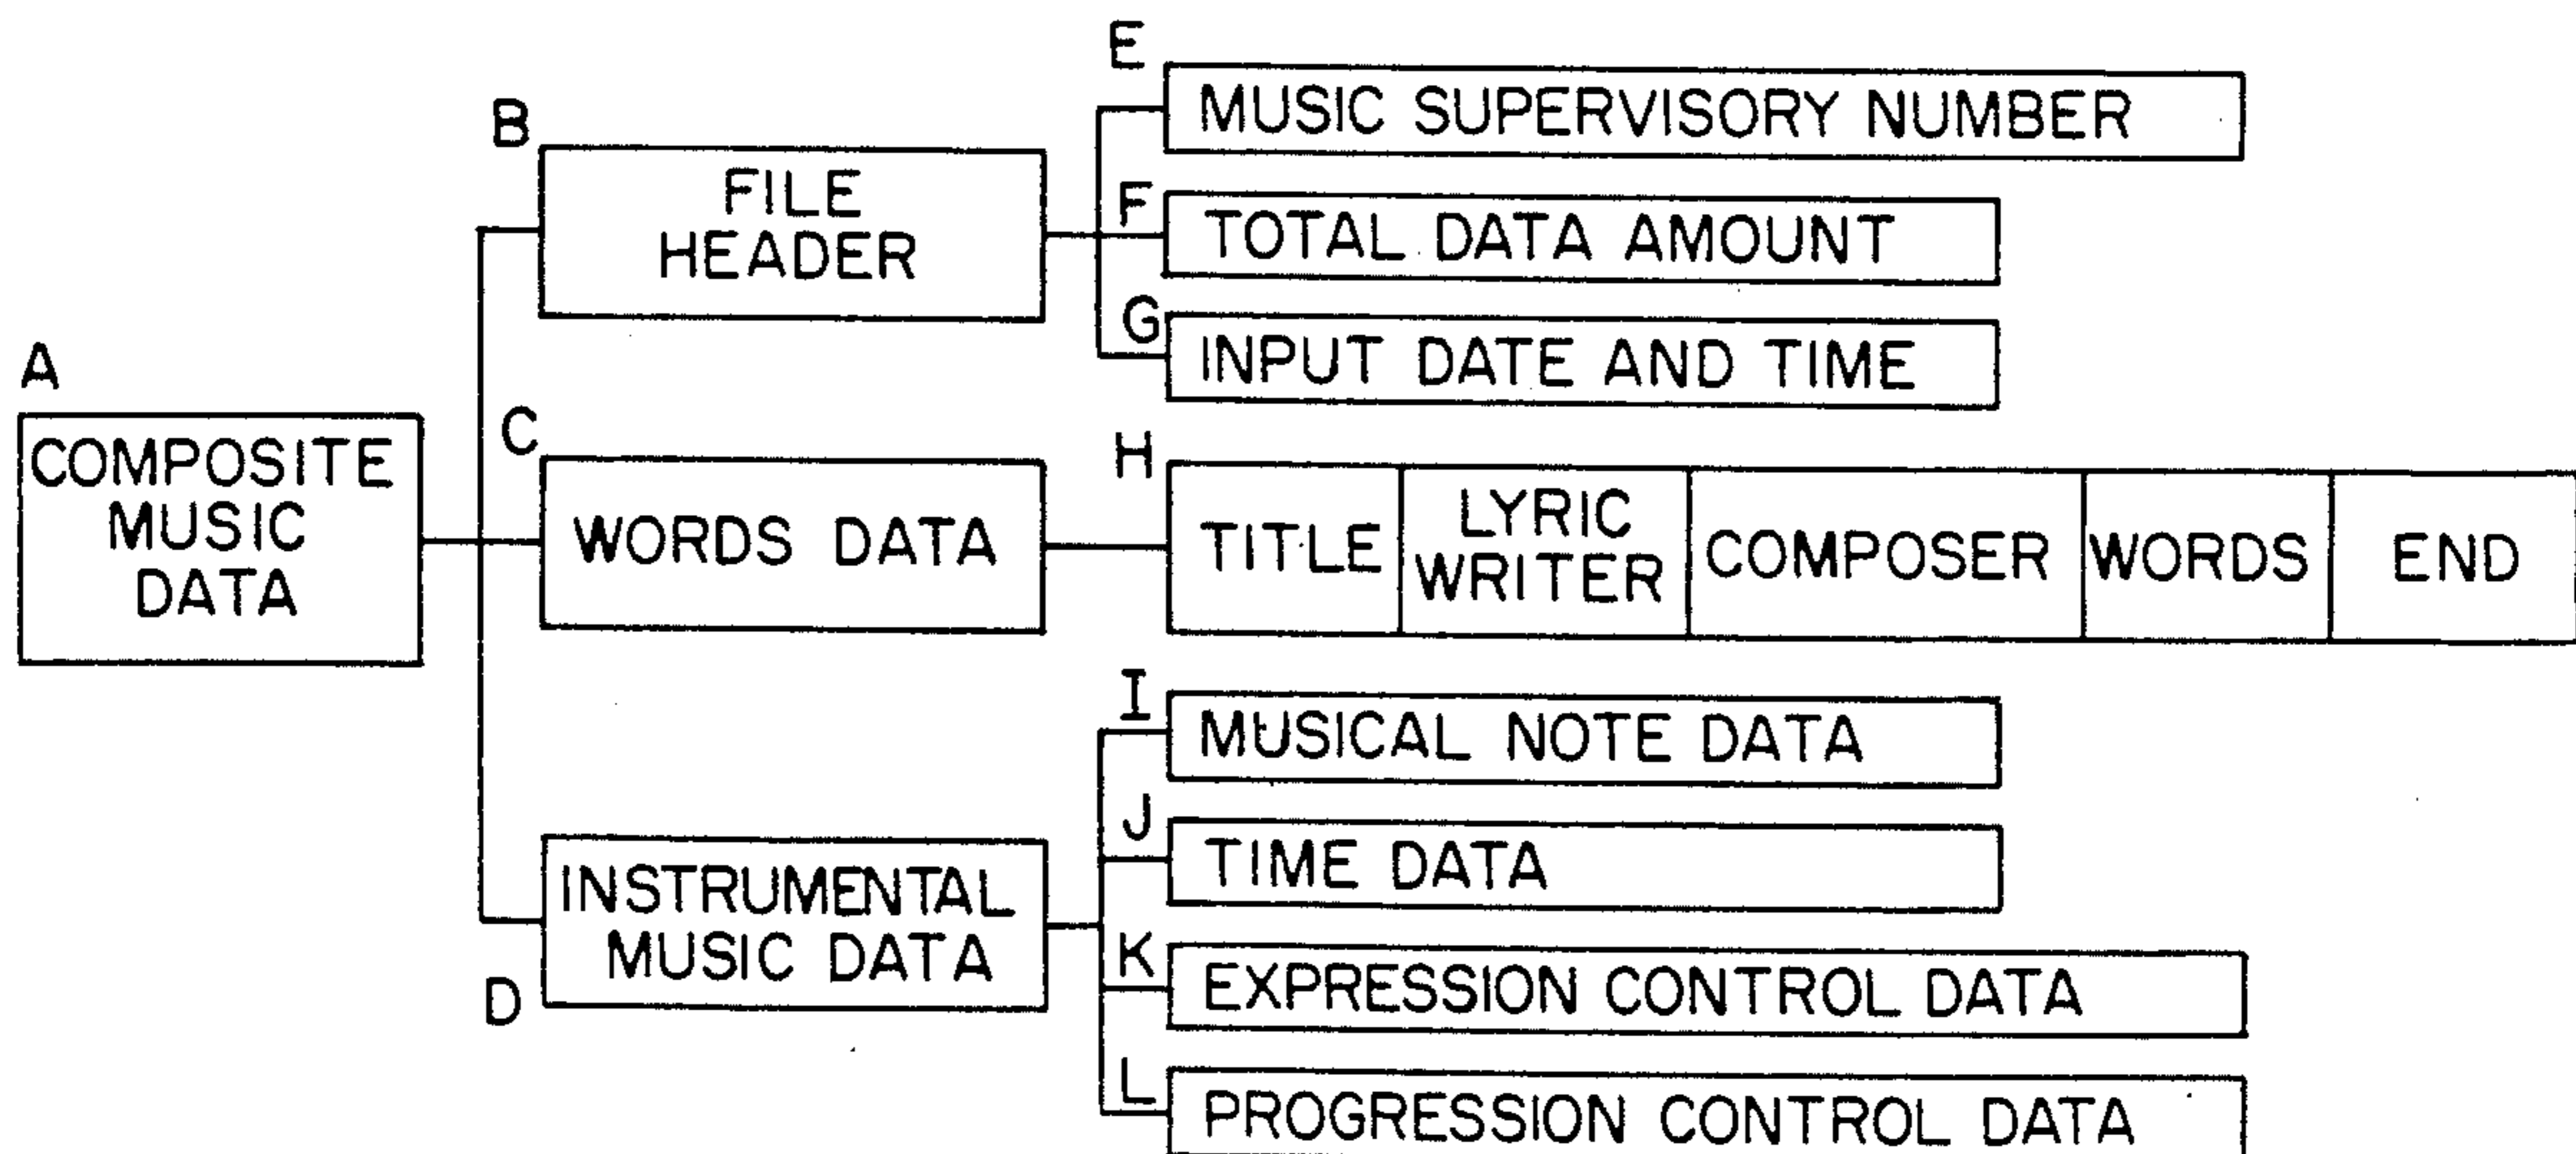 A
COMPOSITE
MUSIC
DATA
B
FILE
HEADER
E
MUSIC SUPERVISORY NUMBER
F
TOTAL DATA AMOUNT
G
INPUT DATE AND TIME
C
WORDS DATA
H
TITLE
LYRIC
WRITER
COMPOSER
WORDS
END
D
INSTRUMENTAL
MUSIC DATA
I
MUSICAL NOTE DATA
J
TIME DATA
K
EXPRESSION CONTROL DATA
L
PROGRESSION CONTROL DATA